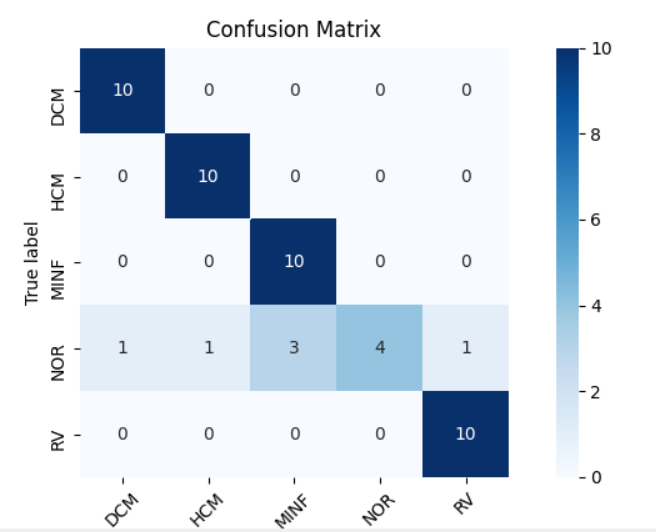 Confusion Matrix
True label
DCM 10 0 0 0 0
HCM 0 10 0 0 0
MINF 0 0 10 0 0
NOR 1 1 3 4 1
RV 0 0 0 0 10
DCM HCM MINF NOR RV
10
8
6
4
2
0